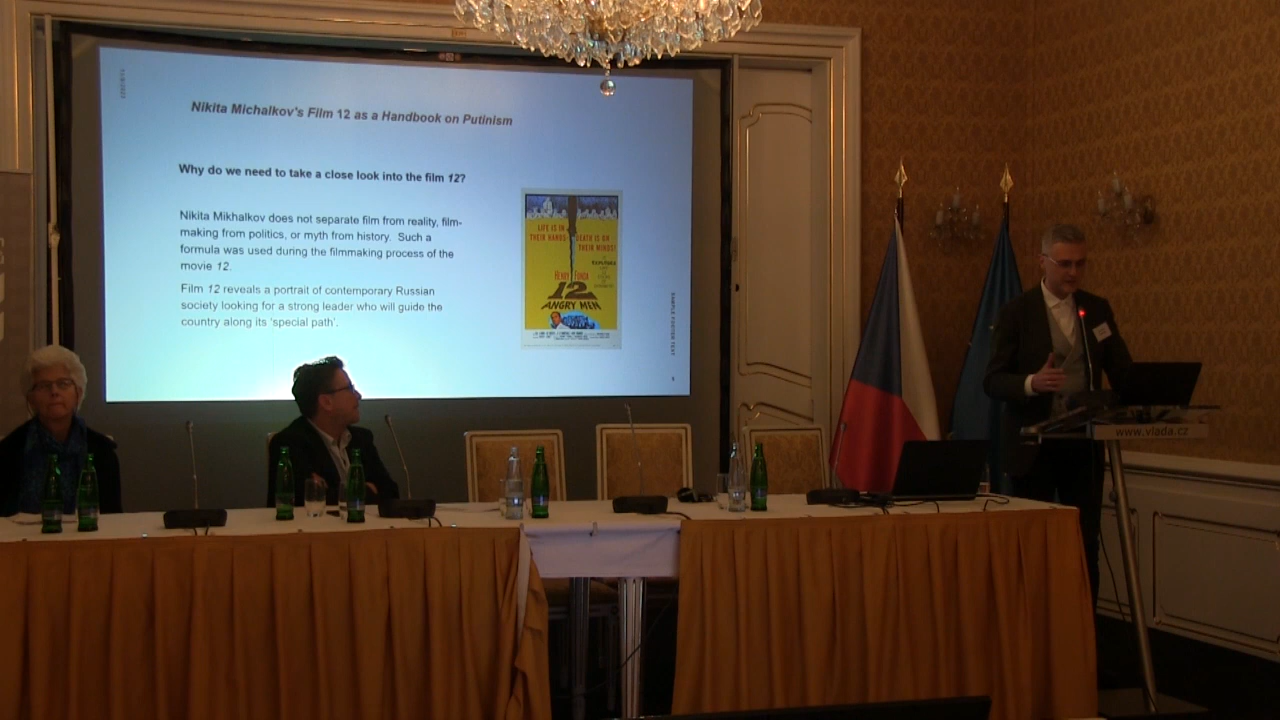 Nikita Michalkov's Film 12 as a Handbook on Putinism
Why do we need to take a close look into the film 12?
Nikita Mikhalkov does not separate film from reality, film-
making from politics, or myth from history. Such a
formula was used during the filmmaking process of the
movie 12.
Film 12 reveals a portrait of contemporary Russian
society looking for a strong leader who will guide the
country along its 'special path'.
LIFE IS IN
THEIR HANDS
DEATH IS ON
THEIR MINDS!
HENRY FONDA
12
ANGRY MEN
SAMPLE FOOTER TEXT
www.vlada.cz